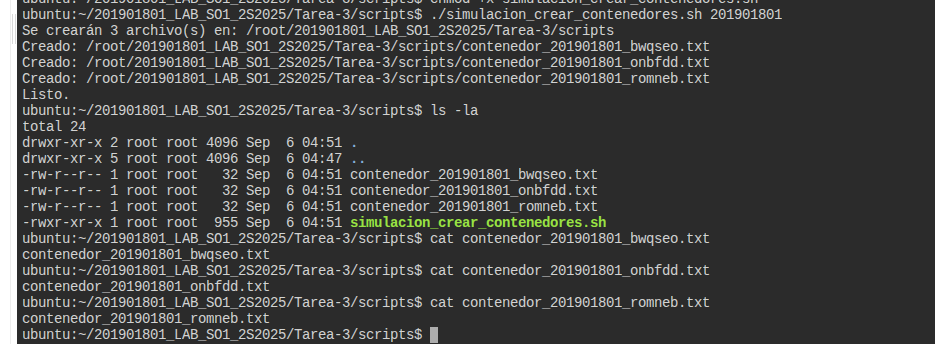 ubuntu:~/201901801_LAB_SO1_2S2025/Tarea-3/scripts$ chmod +x simulacion_crear_contenedores.sh
ubuntu:~/201901801_LAB_SO1_2S2025/Tarea-3/scripts$ ./simulacion_crear_contenedores.sh 201901801
Se crearán 3 archivo(s) en: /root/201901801_LAB_SO1_2S2025/Tarea-3/scripts
Creado: /root/201901801_LAB_SO1_2S2025/Tarea-3/scripts/contenedor_201901801_bwqseo.txt
Creado: /root/201901801_LAB_SO1_2S2025/Tarea-3/scripts/contenedor_201901801_onbfdd.txt
Creado: /root/201901801_LAB_SO1_2S2025/Tarea-3/scripts/contenedor_201901801_romneb.txt
Listo.
ubuntu:~/201901801_LAB_SO1_2S2025/Tarea-3/scripts$ ls -la
total 24
drwxr-xr-x 2 root root 4096 Sep  6 04:51 .
drwxr-xr-x 5 root root 4096 Sep  6 04:47 ..
-rw-r--r-- 1 root root   32 Sep  6 04:51 contenedor_201901801_bwqseo.txt
-rw-r--r-- 1 root root   32 Sep  6 04:51 contenedor_201901801_onbfdd.txt
-rw-r--r-- 1 root root   32 Sep  6 04:51 contenedor_201901801_romneb.txt
-rwxr-xr-x 1 root root  955 Sep  6 04:51 simulacion_crear_contenedores.sh
ubuntu:~/201901801_LAB_SO1_2S2025/Tarea-3/scripts$ cat contenedor_201901801_bwqseo.txt
contenedor_201901801_bwqseo.txt
ubuntu:~/201901801_LAB_SO1_2S2025/Tarea-3/scripts$ cat contenedor_201901801_onbfdd.txt
contenedor_201901801_onbfdd.txt
ubuntu:~/201901801_LAB_SO1_2S2025/Tarea-3/scripts$ cat contenedor_201901801_romneb.txt
contenedor_201901801_romneb.txt
ubuntu:~/201901801_LAB_SO1_2S2025/Tarea-3/scripts$